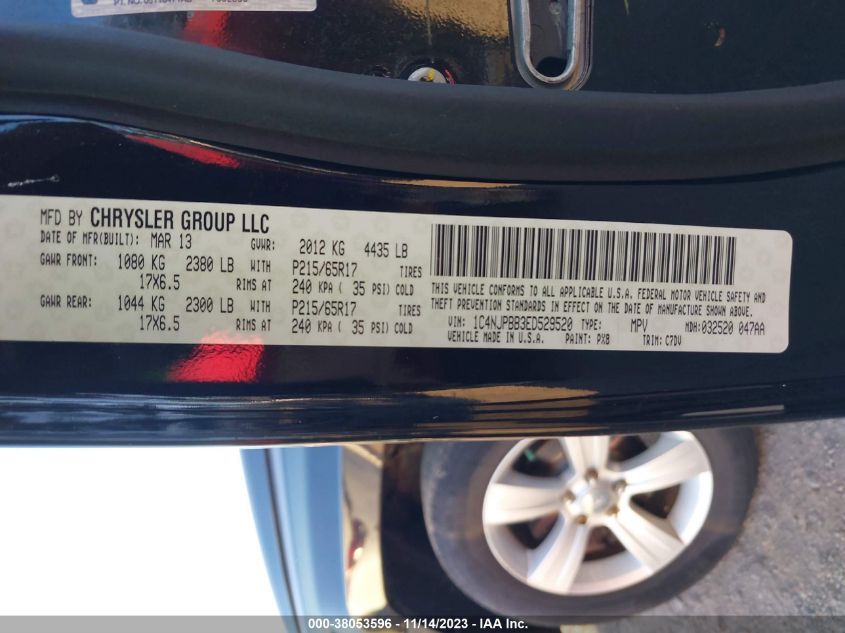 MFD BY CHRYSLER GROUP LLC
DATE OF MFR(BUILT): MAR 13 GVWR: 2012 KG 4435 LB
GAWR FRONT: 1080 KG 2380 LB WITH P215/65R17 TIRES
17X6.5 RIMS AT 240 KPA ( 35 PSI) COLD
GAWR REAR: 1044 KG 2300 LB WITH P215/65R17 TIRES
17X6.5 RIMS AT 240 KPA ( 35 PSI) COLD
THIS VEHICLE CONFORMS TO ALL APPLICABLE U.S.A. FEDERAL MOTOR VEHICLE SAFETY AND
THEFT PREVENTION STANDARDS IN EFFECT ON THE DATE OF MANUFACTURE SHOWN ABOVE.
VIN: 1C4NJPBB3ED529520 TYPE: MPV MDH:032520 047AA
VEHICLE MADE IN U.S.A. PAINT: PXB TRIM: C7DV
000-38053596 - 11/14/2023 - IAA Inc.